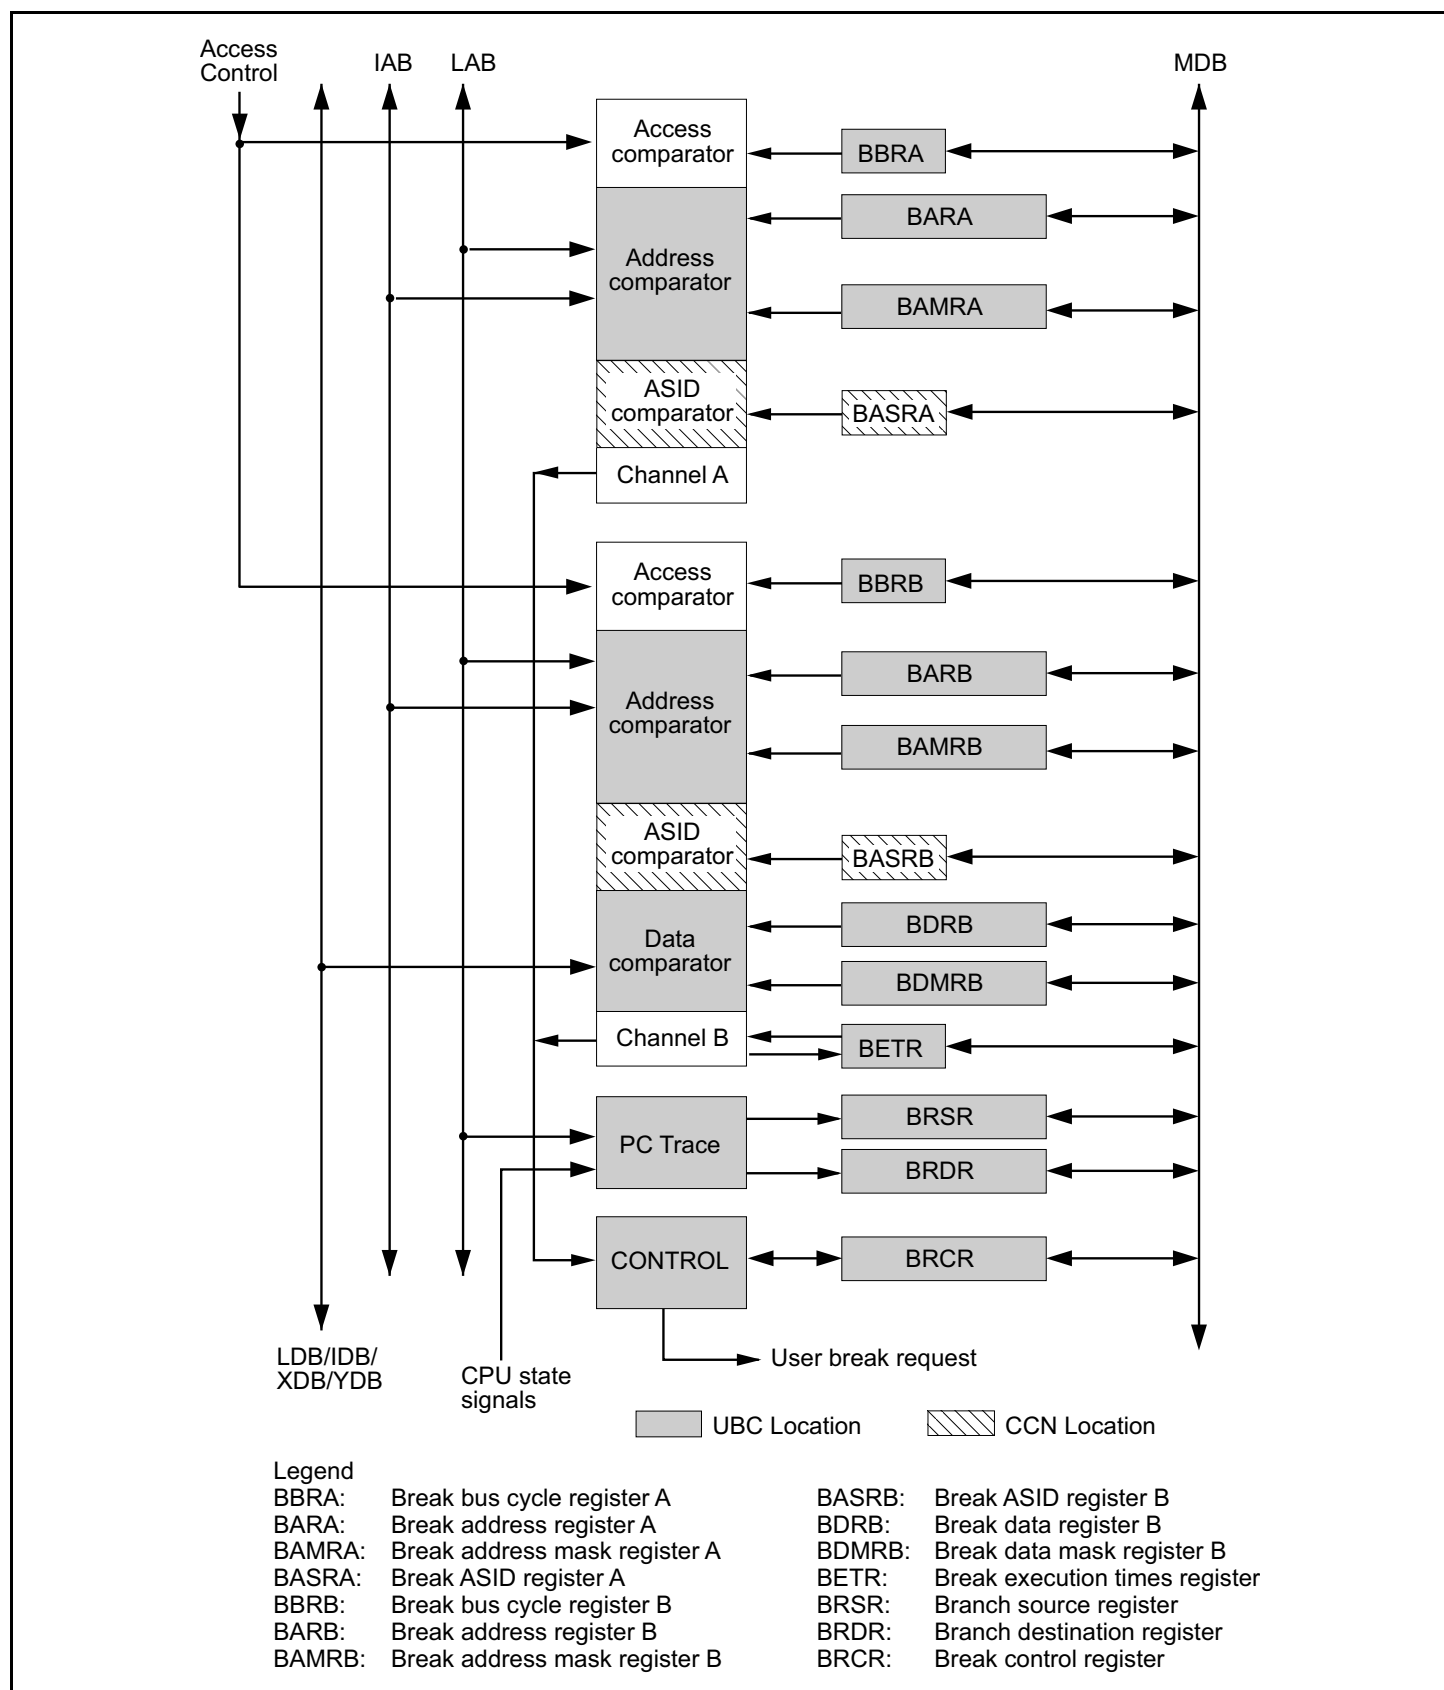 Access
Control
IAB
LAB
MDB
Access
comparator
BBRA
BARA
Address
comparator
BAMRA
ASID
comparator
BASRA
Channel A
Access
comparator
BBRB
BARB
Address
comparator
BAMRB
ASID
comparator
BASRB
BDRB
Data
comparator
BDMRB
Channel B
BETR
BRSR
PC Trace
BRDR
CONTROL
BRCR
LDB/IDB/
XDB/YDB
CPU state
signals
User break request
UBC Location
CCN Location
Legend
BBRA: Break bus cycle register A
BARA: Break address register A
BAMRA: Break address mask register A
BASRA: Break ASID register A
BBRB: Break bus cycle register B
BARB: Break address register B
BAMRB: Break address mask register B
BASRB: Break ASID register B
BDRB: Break data register B
BDMRB: Break data mask register B
BETR: Break execution times register
BRSR: Branch source register
BRDR: Branch destination register
BRCR: Break control register